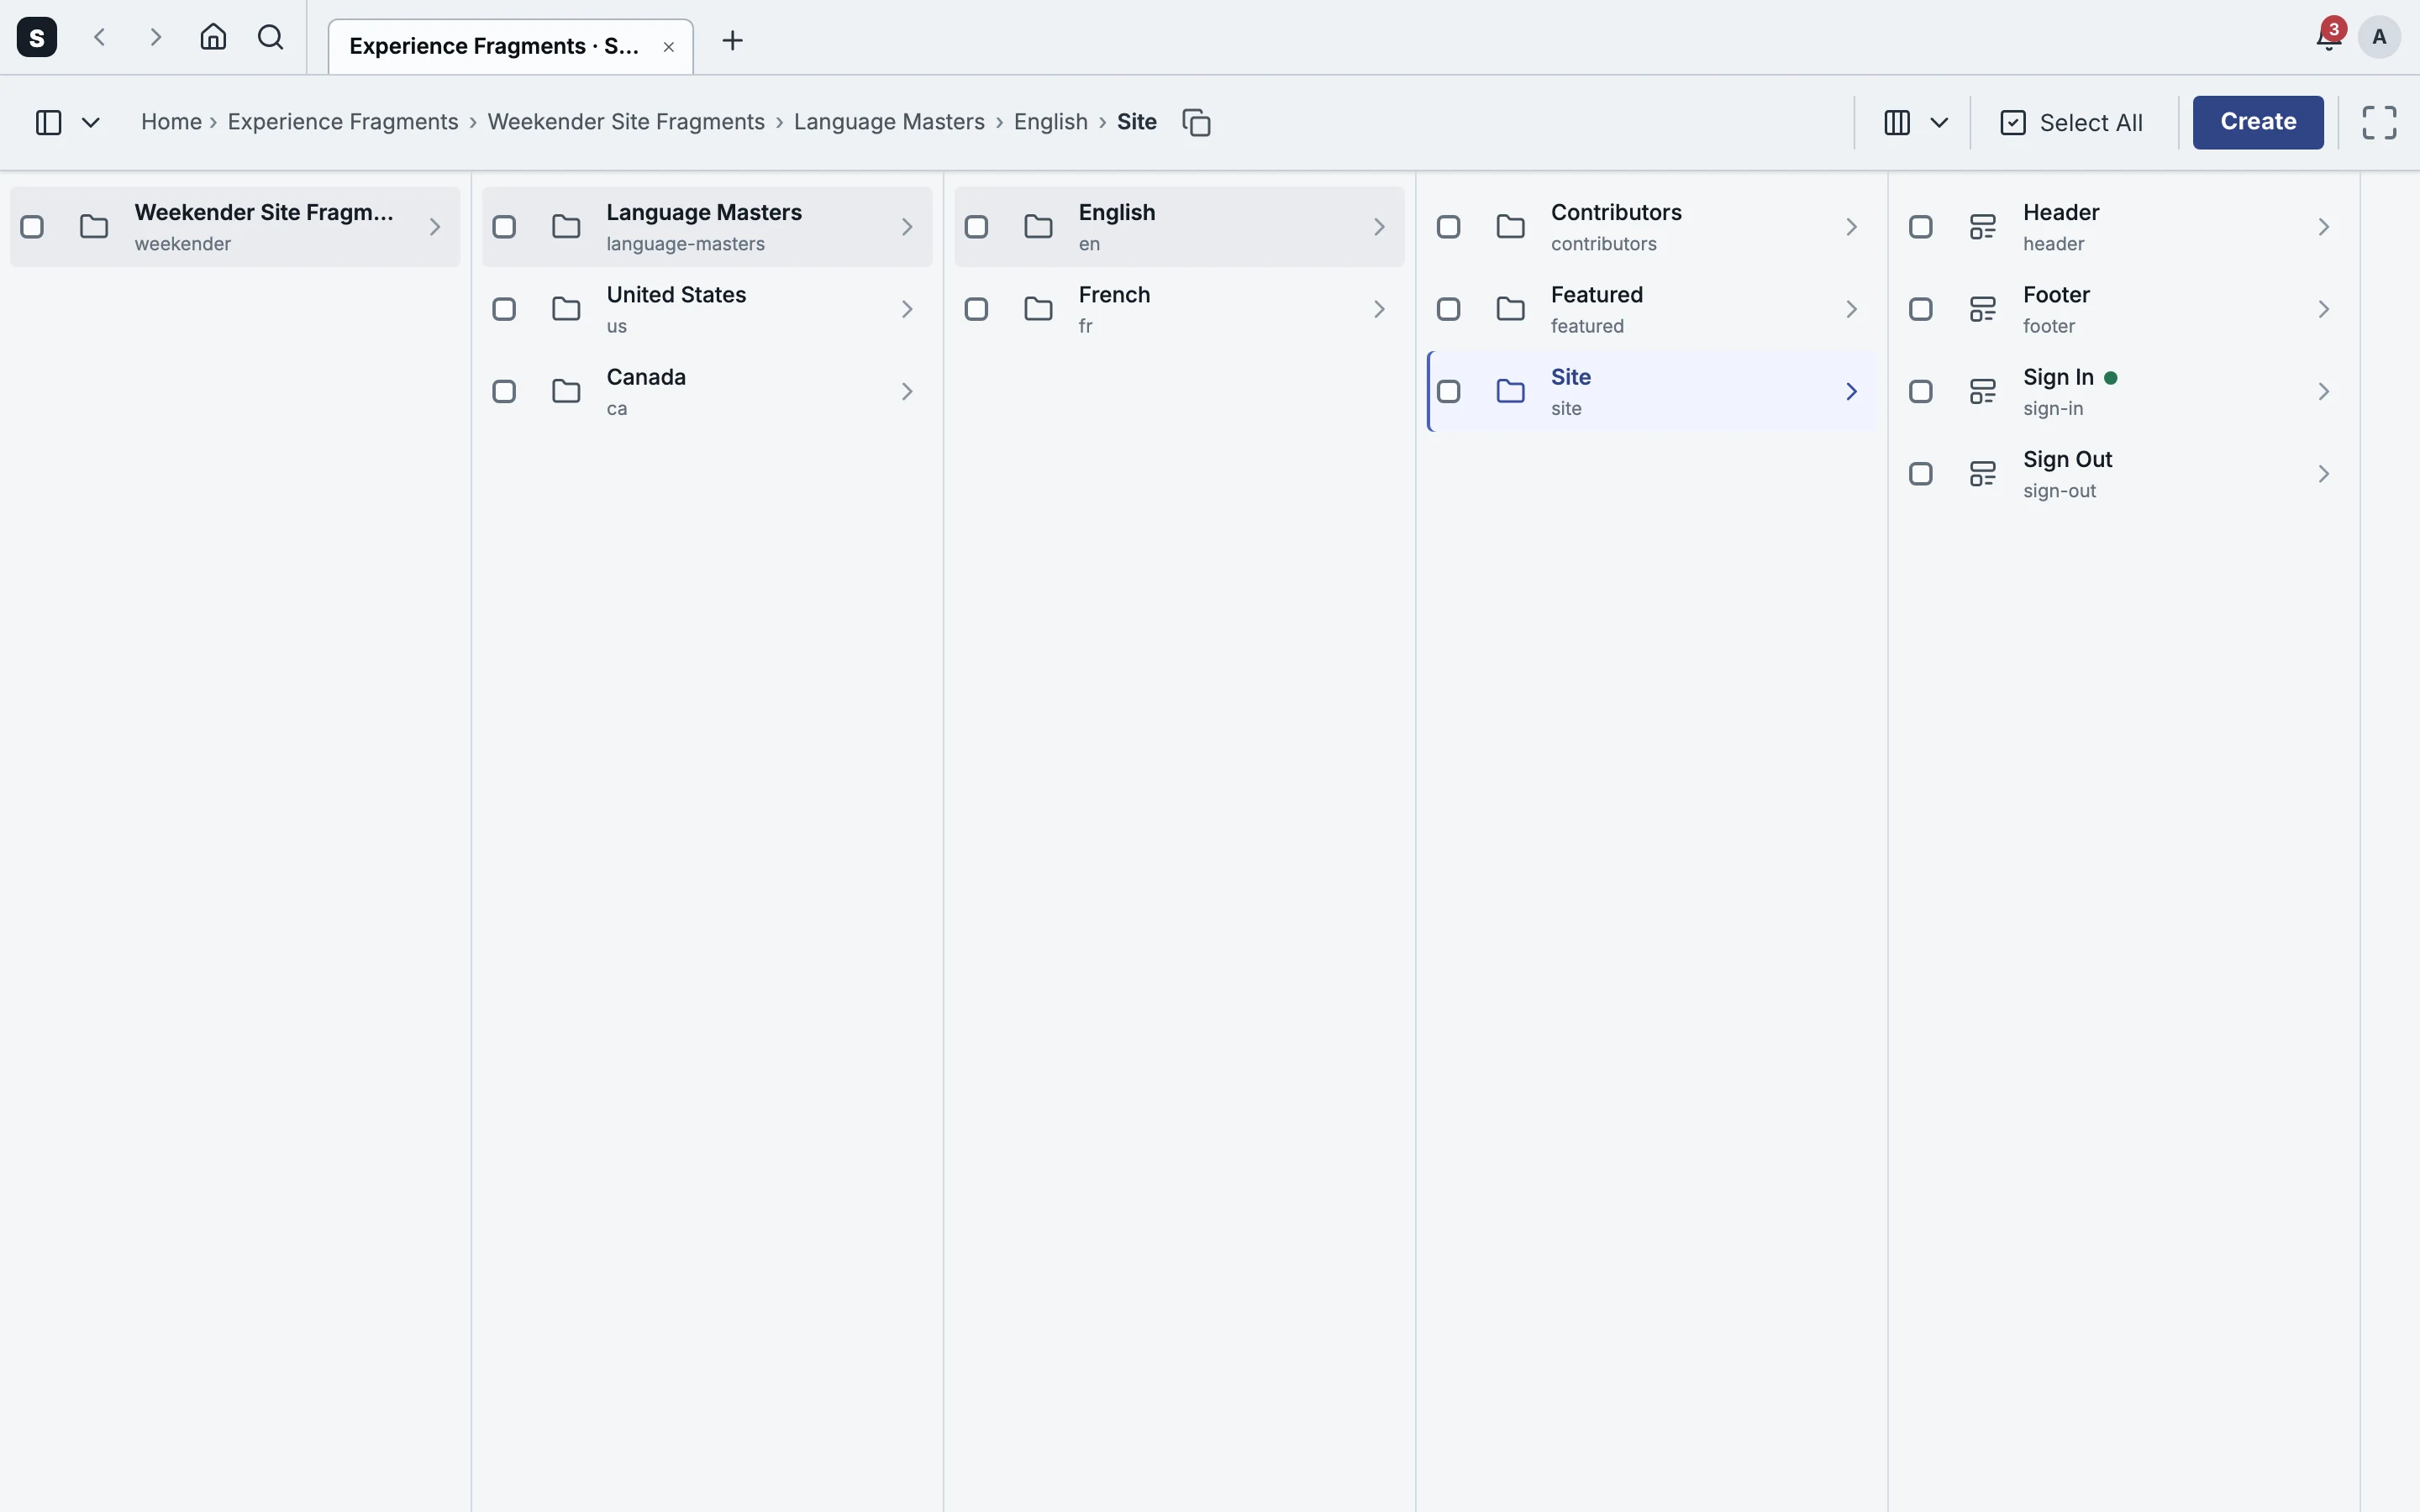 S
Experience Fragments · S...
3
A
Home › Experience Fragments › Weekender Site Fragments › Language Masters › English › Site
Select All
Create
Weekender Site Fragm...
weekender
Language Masters
language-masters
United States
us
Canada
ca
English
en
French
fr
Contributors
contributors
Featured
featured
Site
site
Header
header
Footer
footer
Sign In
sign-in
Sign Out
sign-out